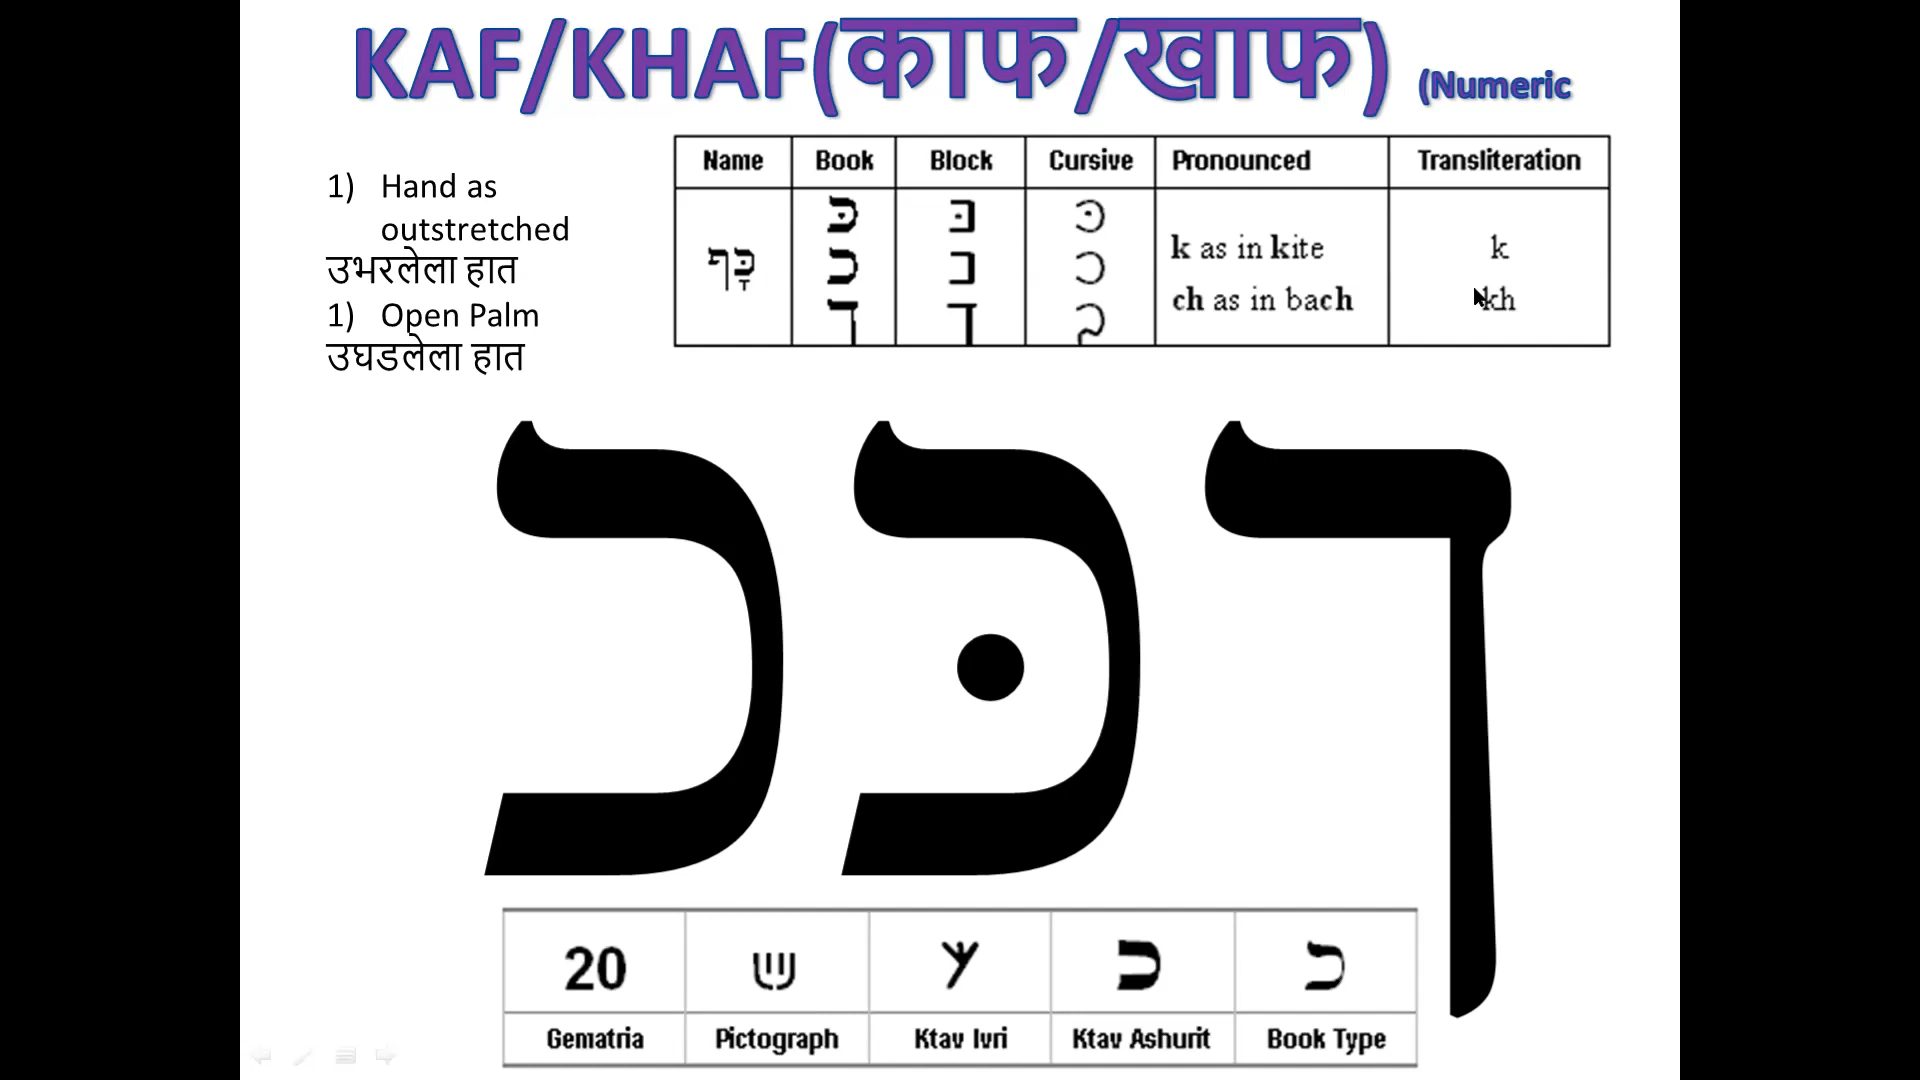 KAF/KHAF(काफ/खाफ) (Numeric
1) Hand as
outstretched
उभरलेला हात
1) Open Palm
उघडलेला हात
Name Book Block Cursive Pronounced Transliteration
כָּף
כּ כּ כּ
כ כ כ k as in kite k
ך ך ך ch as in bach kh
כ כּ ך
20 כ כ
Gematria Pictograph Ktav Ivri Ktav Ashurit Book Type